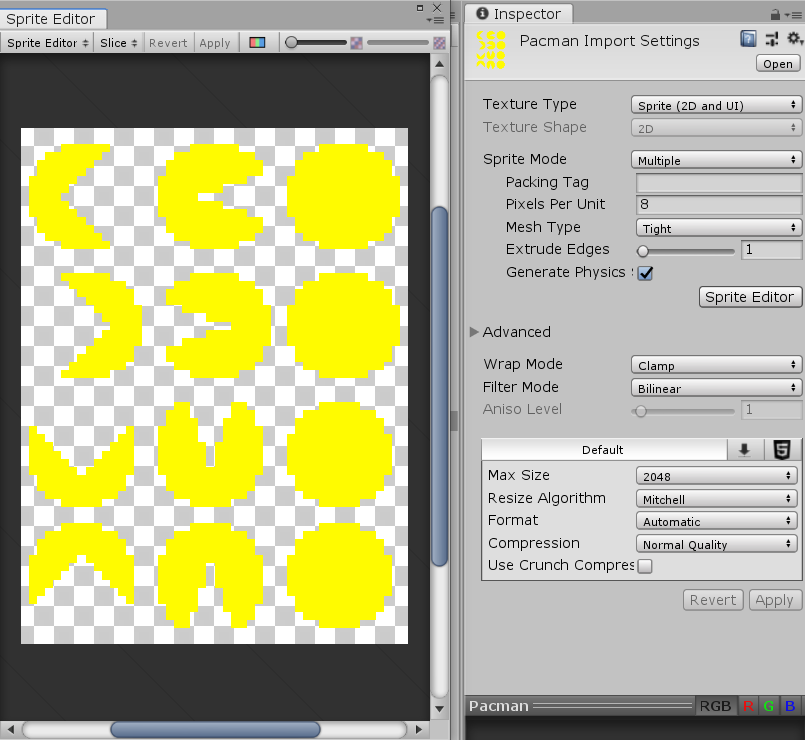 Sprite Editor
Sprite Editor Slice Revert Apply
Inspector
Pacman Import Settings
Open
Texture Type Sprite (2D and UI)
Texture Shape 2D
Sprite Mode Multiple
Packing Tag
Pixels Per Unit 8
Mesh Type Tight
Extrude Edges 1
Generate Physics
Sprite Editor
Advanced
Wrap Mode Clamp
Filter Mode Bilinear
Aniso Level 1
Default
Max Size 2048
Resize Algorithm Mitchell
Format Automatic
Compression Normal Quality
Use Crunch Compres
Revert Apply
Pacman RGB R G B